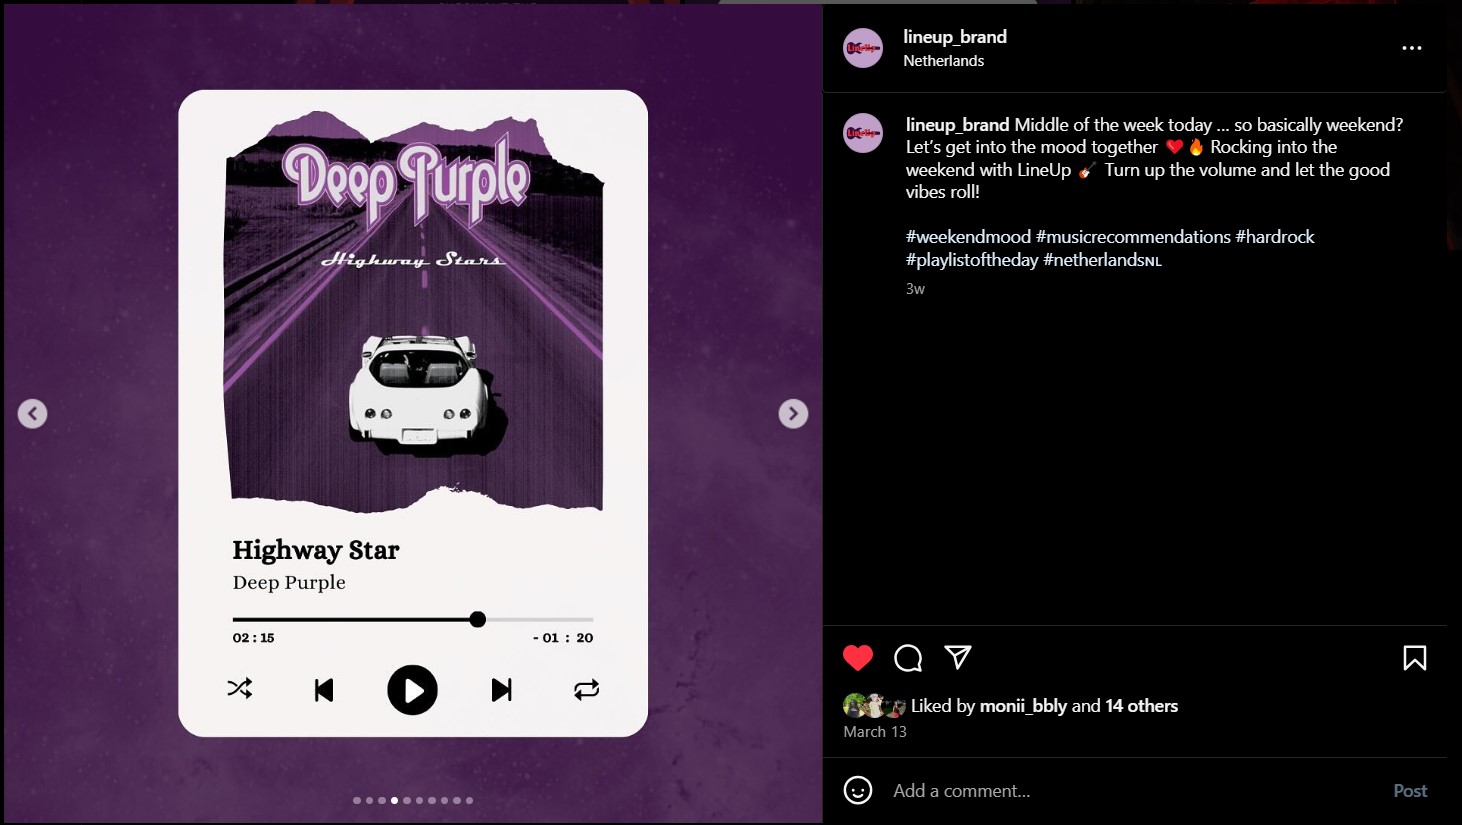 Deep Purple
Highway Stars
Highway Star
Deep Purple
02 : 15
- 01 : 20
lineup_brand
Netherlands
lineup_brand Middle of the week today ... so basically weekend?
Let's get into the mood together ❤️🔥 Rocking into the
weekend with LineUp 🎸 Turn up the volume and let the good
vibes roll!
#weekendmood #musicrecommendations #hardrock
#playlistoftheday #netherlandsNL
3w
Liked by monii_bbly and 14 others
March 13
Add a comment...
Post